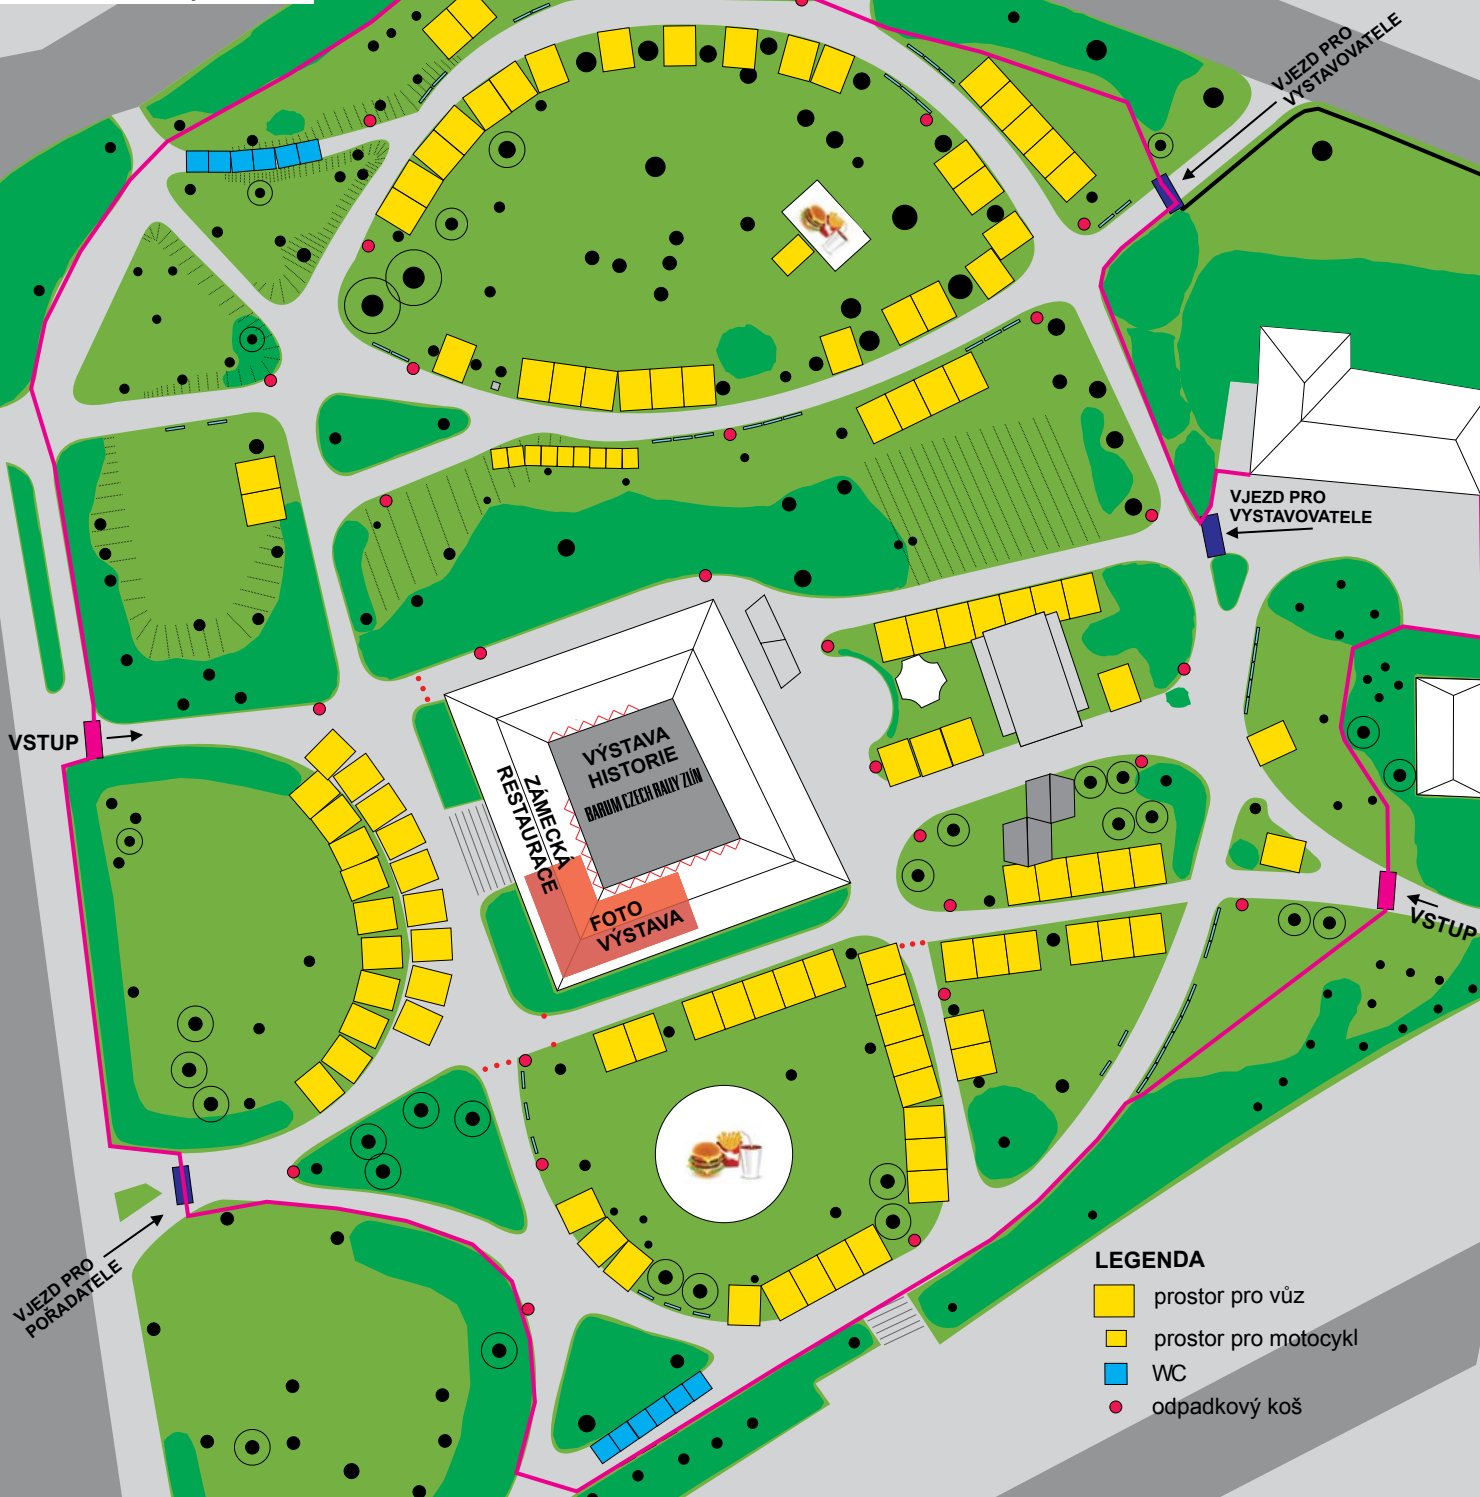 VJEZD PRO
VYSTAVOVATELE
VJEZD PRO
VYSTAVOVATELE
VSTUP
VÝSTAVA
HISTORIE
BARUM CZECH RALLY ZLÍN
ZÁMECKÁ
RESTAURACE
FOTO
VÝSTAVA
VSTUP
VJEZD PRO
POŘADATELE
LEGENDA
prostor pro vůz
prostor pro motocykl
WC
odpadkový koš